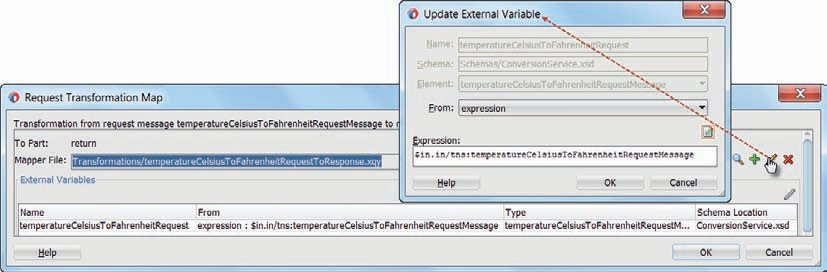 Update External Variable
Name: temperatureCelsiusToFahrenheitRequest
Schema: Schemas/ConversionService.xsd
Element: temperatureCelsiusToFahrenheitRequestMessage
From: expression
Expression:
$in.in/tns:temperatureCelsiusToFahrenheitRequestMessage
Help OK Cancel
Request Transformation Map
Transformation from request message temperatureCelsiusToFahrenheitRequestMessage to r
To Part: return
Mapper File: Transformations/temperatureCelsiusToFahrenheitRequestToResponse.xqy
External Variables
Name From Type Schema Location
temperatureCelsiusToFahrenheitRequest expression : $in.in/tns:temperatureCelsiusToFahrenheitRequestMessage temperatureCelsiusToFahrenheitRequestM... ConversionService.xsd
Help OK Cancel